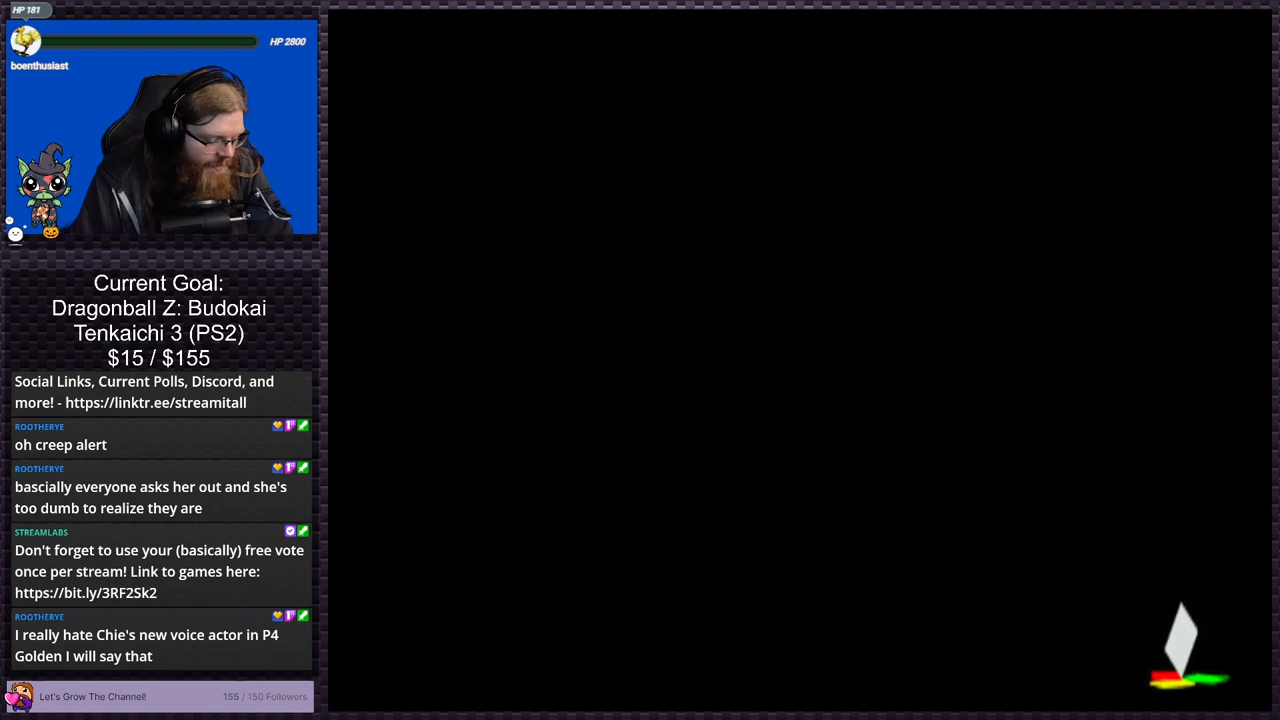 HP 181
HP 2800
boenthusiast
Current Goal:
Dragonball Z: Budokai
Tenkaichi 3 (PS2)
$15 / $155
Social Links, Current Polls, Discord, and
more! - https://linktr.ee/streamitall
ROOTHERYE
oh creep alert
ROOTHERYE
bascially everyone asks her out and she's
too dumb to realize they are
STREAMLABS
Don't forget to use your (basically) free vote
once per stream! Link to games here:
https://bit.ly/3RF2Sk2
ROOTHERYE
I really hate Chie's new voice actor in P4
Golden I will say that
Let's Grow The Channel! 155 / 150 Followers